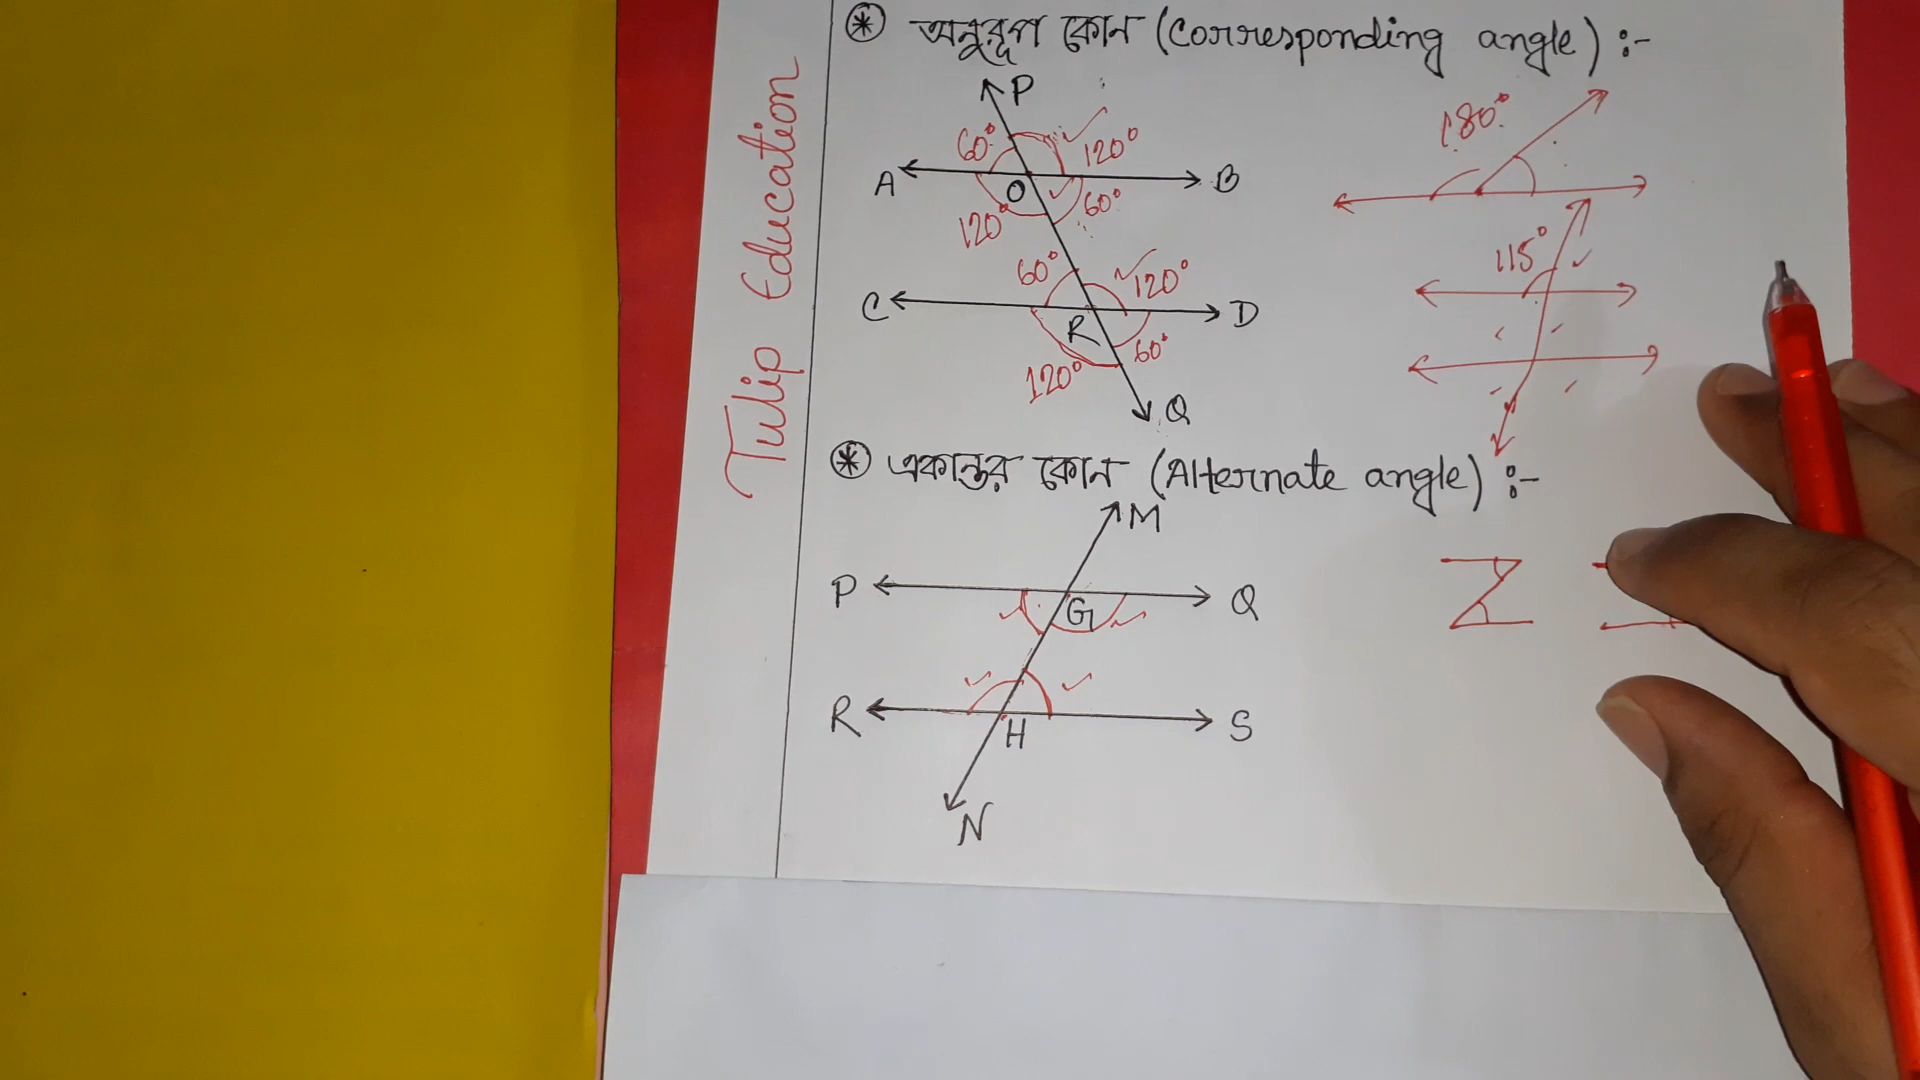 Tulip Education
* অনুরূপ কোন (Corresponding angle) :-
P
60° 120°
A O B
120° 60°
60° 120°
C R D
120° 60°
Q
180°
115°
* একান্তর কোন (Alternate angle) :-
M
P G Q
R H S
N
Z